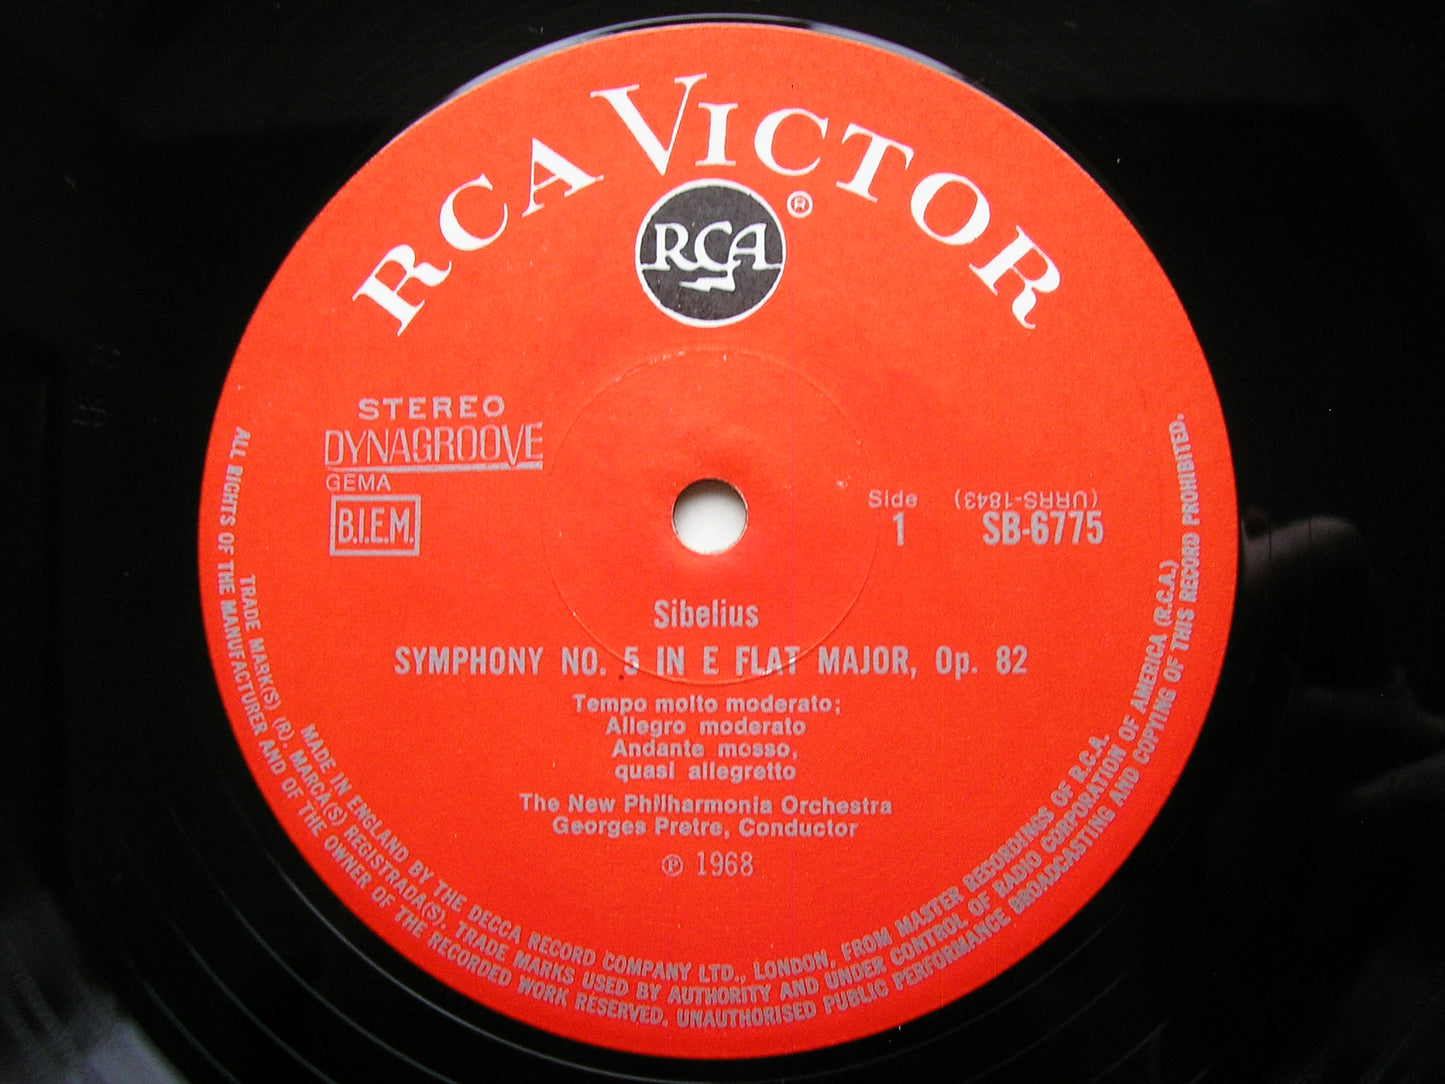 RCA VICTOR
RCA ®
STEREO
DYNAGROOVE
GEMA
B.I.E.M.
Side
1
(URRS-1843)
SB-6775
Sibelius
SYMPHONY NO. 5 IN E FLAT MAJOR, Op. 82
Tempo molto moderato;
Allegro moderato
Andante mosso,
quasi allegretto
The New Philharmonia Orchestra
Georges Pretre, Conductor
℗ 1968
MADE IN ENGLAND BY THE DECCA RECORD COMPANY LTD., LONDON, FROM MASTER RECORDINGS OF R.C.A.
TRADE MARK(S) (R). MARCA(S) REGISTRADA(S). TRADE MARKS USED BY AUTHORITY AND UNDER CONTROL OF RADIO CORPORATION OF AMERICA (R.C.A.)
ALL RIGHTS OF THE MANUFACTURER AND OF THE OWNER OF THE RECORDED WORK RESERVED. UNAUTHORISED PUBLIC PERFORMANCE BROADCASTING AND COPYING OF THIS RECORD PROHIBITED.